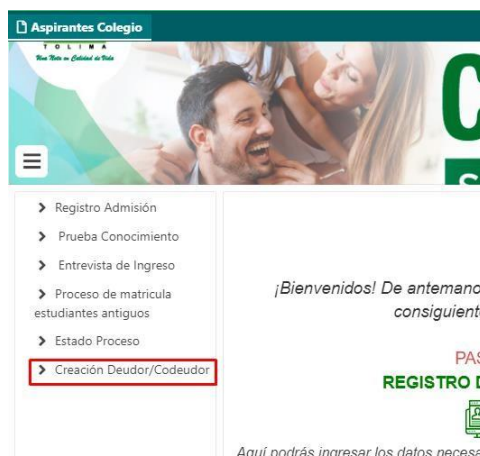 Aspirantes Colegio
TOLIMA
Una Nota en Calidad de Vida
C
Registro Admisión
Prueba Conocimiento
Entrevista de Ingreso
Proceso de matricula
estudiantes antiguos
Estado Proceso
Creación Deudor/Codeudor
¡Bienvenidos! De antemano
consiguient
PAS
REGISTRO D
Aquí podrás ingresar los datos necesa